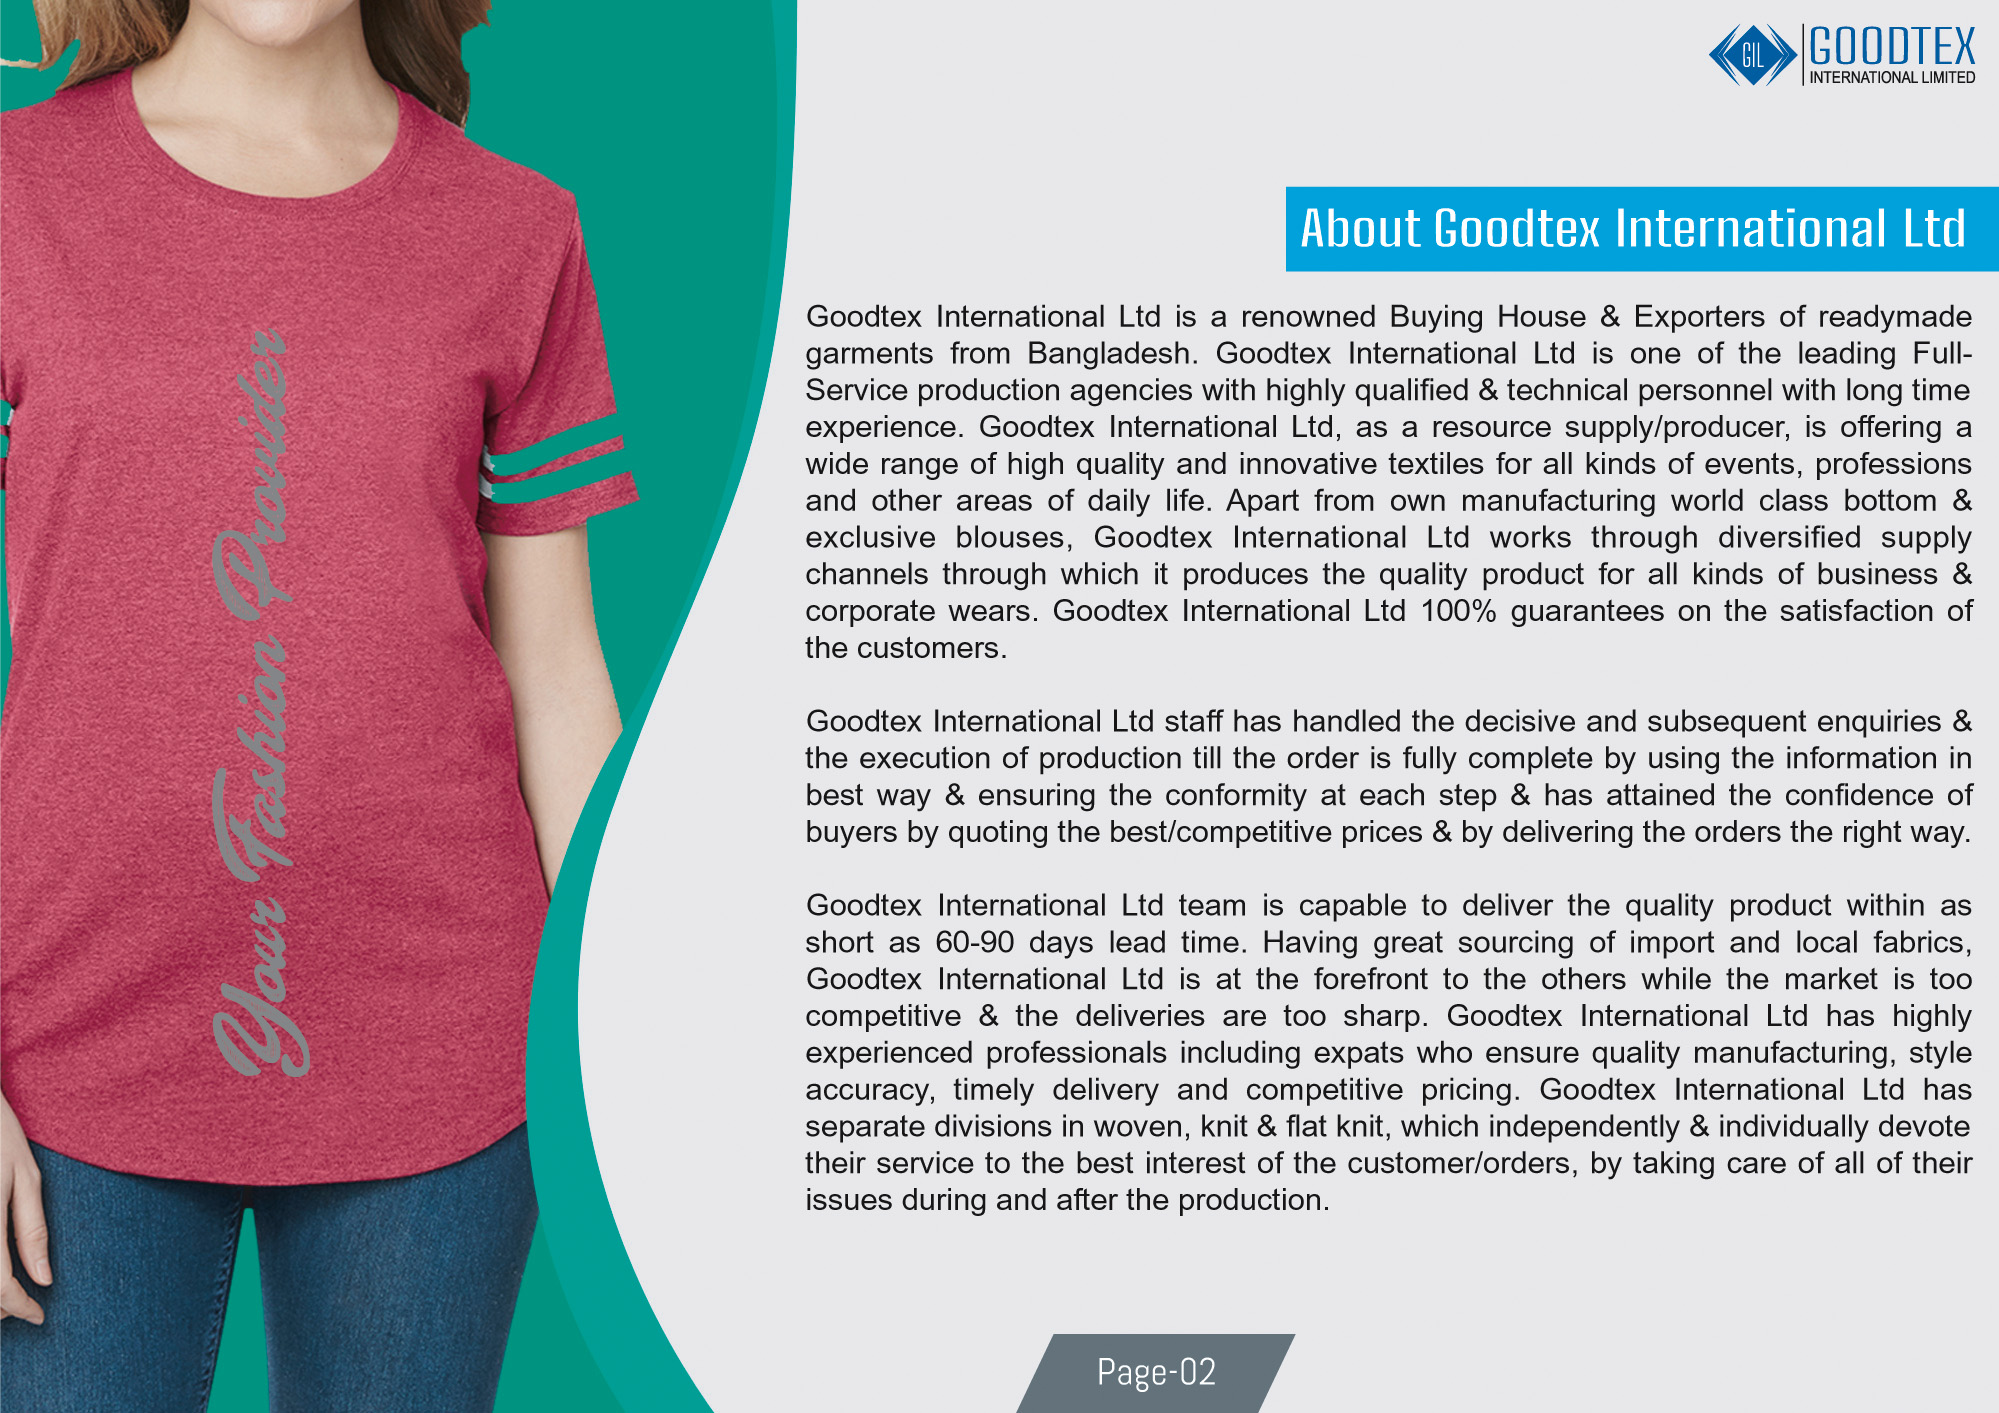 GIL
GOODTEX
INTERNATIONAL LIMITED
About Goodtex International Ltd
Your Fashion Provider
Goodtex International Ltd is a renowned Buying House & Exporters of readymade
garments from Bangladesh. Goodtex International Ltd is one of the leading Full-
Service production agencies with highly qualified & technical personnel with long time
experience. Goodtex International Ltd, as a resource supply/producer, is offering a
wide range of high quality and innovative textiles for all kinds of events, professions
and other areas of daily life. Apart from own manufacturing world class bottom &
exclusive blouses, Goodtex International Ltd works through diversified supply
channels through which it produces the quality product for all kinds of business &
corporate wears. Goodtex International Ltd 100% guarantees on the satisfaction of
the customers.
Goodtex International Ltd staff has handled the decisive and subsequent enquiries &
the execution of production till the order is fully complete by using the information in
best way & ensuring the conformity at each step & has attained the confidence of
buyers by quoting the best/competitive prices & by delivering the orders the right way.
Goodtex International Ltd team is capable to deliver the quality product within as
short as 60-90 days lead time. Having great sourcing of import and local fabrics,
Goodtex International Ltd is at the forefront to the others while the market is too
competitive & the deliveries are too sharp. Goodtex International Ltd has highly
experienced professionals including expats who ensure quality manufacturing, style
accuracy, timely delivery and competitive pricing. Goodtex International Ltd has
separate divisions in woven, knit & flat knit, which independently & individually devote
their service to the best interest of the customer/orders, by taking care of all of their
issues during and after the production.
Page-02